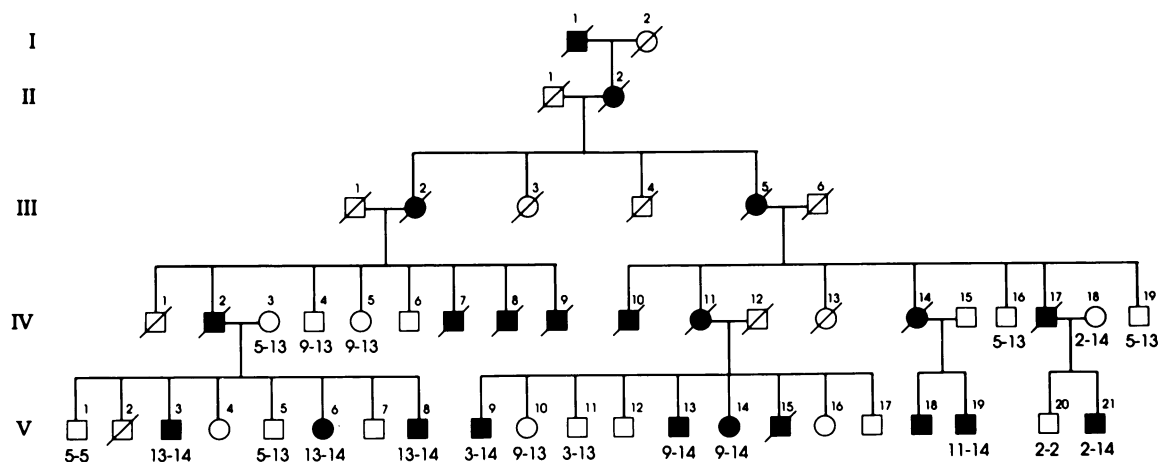 I 1 2
II 1 2
III 1 2 3 4 5 6
IV 1 2 3 4 5 6 7 8 9 10 11 12 13 14 15 16 17 18 19
5-13 9-13 9-13 5-13 2-14 5-13
V 1 2 3 4 5 6 7 8 9 10 11 12 13 14 15 16 17 18 19 20 21
5-5 13-14 5-13 13-14 13-14 3-14 9-13 3-13 9-14 9-14 11-14 2-2 2-14